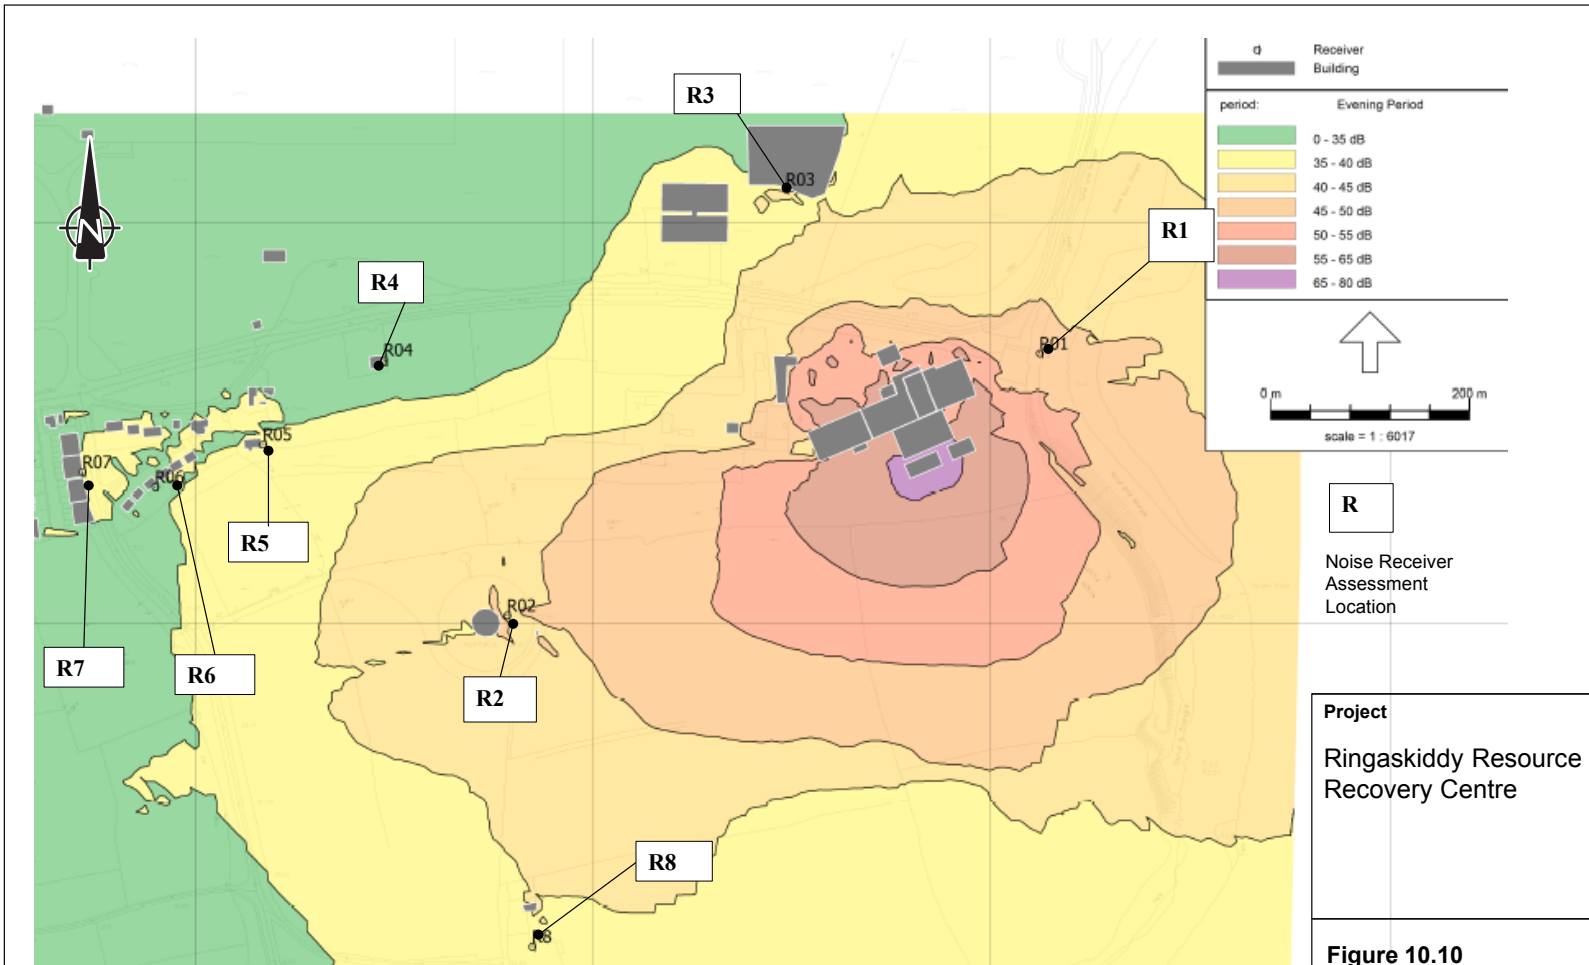 Receiver
Building
period: Evening Period
0 - 35 dB
35 - 40 dB
40 - 45 dB
45 - 50 dB
50 - 55 dB
55 - 65 dB
65 - 80 dB
0 m 200 m
scale = 1 : 6017
R
Noise Receiver
Assessment
Location
Project
Ringaskiddy Resource
Recovery Centre
Figure 10.10
N
R3
R03
R1
R01
R4
R04
R05
R5
R07
R06
R7
R6
R02
R2
R8
R8